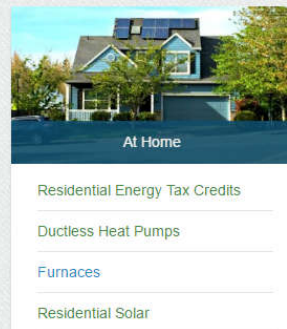 At Home
Residential Energy Tax Credits
Ductless Heat Pumps
Furnaces
Residential Solar